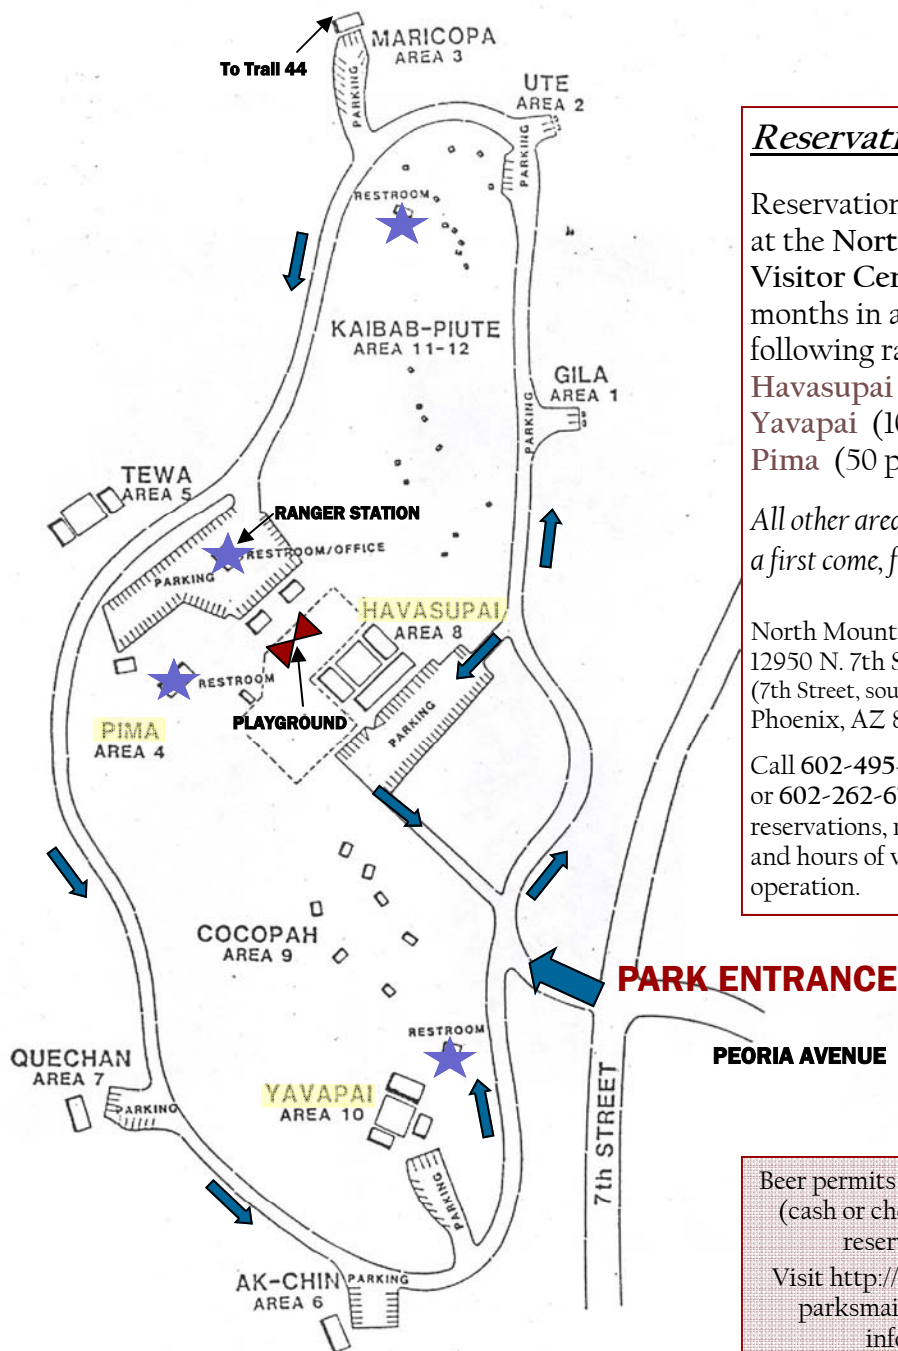 MARICOPA
AREA 3
To Trail 44
PARKING
UTE
AREA 2
PARKING
RESTROOM
KAIBAB-PIUTE
AREA 11-12
GILA
AREA 1
PARKING
TEWA
AREA 5
RANGER STATION
RESTROOM/OFFICE
PARKING
HAVASUPAI
AREA 8
PARKING
RESTROOM
PLAYGROUND
PIMA
AREA 4
COCOPAH
AREA 9
PARK ENTRANCE
PEORIA AVENUE
7th STREET
RESTROOM
QUECHAN
AREA 7
PARKING
YAVAPAI
AREA 10
PARKING
AK-CHIN
AREA 6
PARKING
Reservati
Reservation
at the Nort
Visitor Cen
months in a
following ra
Havasupai
Yavapai (10
Pima (50 p
All other area
a first come, f
North Mount
12950 N. 7th S
(7th Street, sou
Phoenix, AZ 8
Call 602-495-
or 602-262-6
reservations, r
and hours of v
operation.
Beer permits
(cash or che
reser
Visit http://
parksmai
info